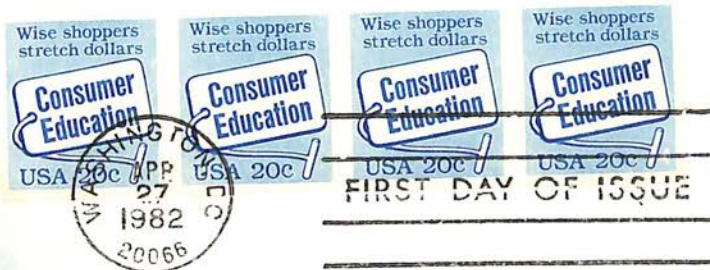 Wise shoppers
stretch dollars
Consumer
Education
USA 20c
Wise shoppers
stretch dollars
Consumer
Education
USA 20c
Wise shoppers
stretch dollars
Consumer
Education
USA 20c
Wise shoppers
stretch dollars
Consumer
Education
USA 20c
WASHINGTON DC
APR
27
1982
20066
FIRST DAY OF ISSUE